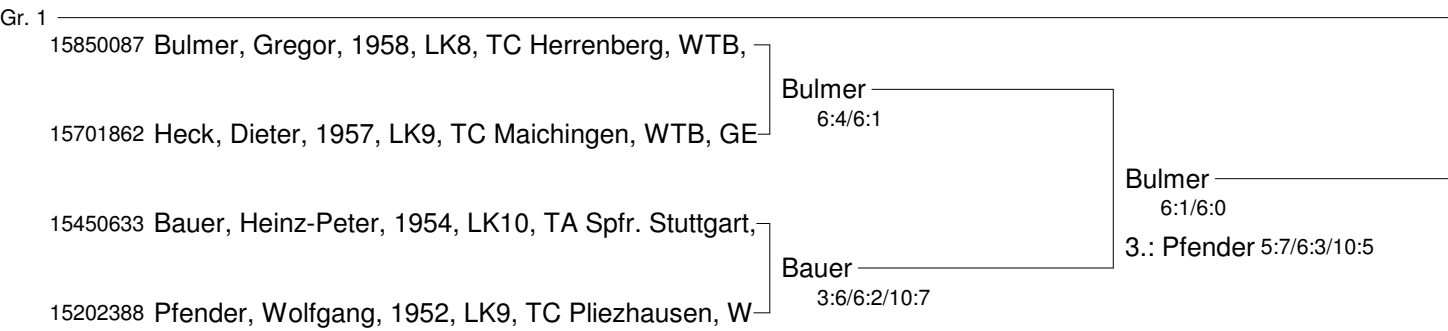 Gr. 1
15850087 Bulmer, Gregor, 1958, LK8, TC Herrenberg, WTB,
Bulmer
6:4/6:1
15701862 Heck, Dieter, 1957, LK9, TC Maichingen, WTB, GE
Bulmer
6:1/6:0
15450633 Bauer, Heinz-Peter, 1954, LK10, TA Spfr. Stuttgart,
3.: Pfender 5:7/6:3/10:5
Bauer
3:6/6:2/10:7
15202388 Pfender, Wolfgang, 1952, LK9, TC Pliezhausen, W